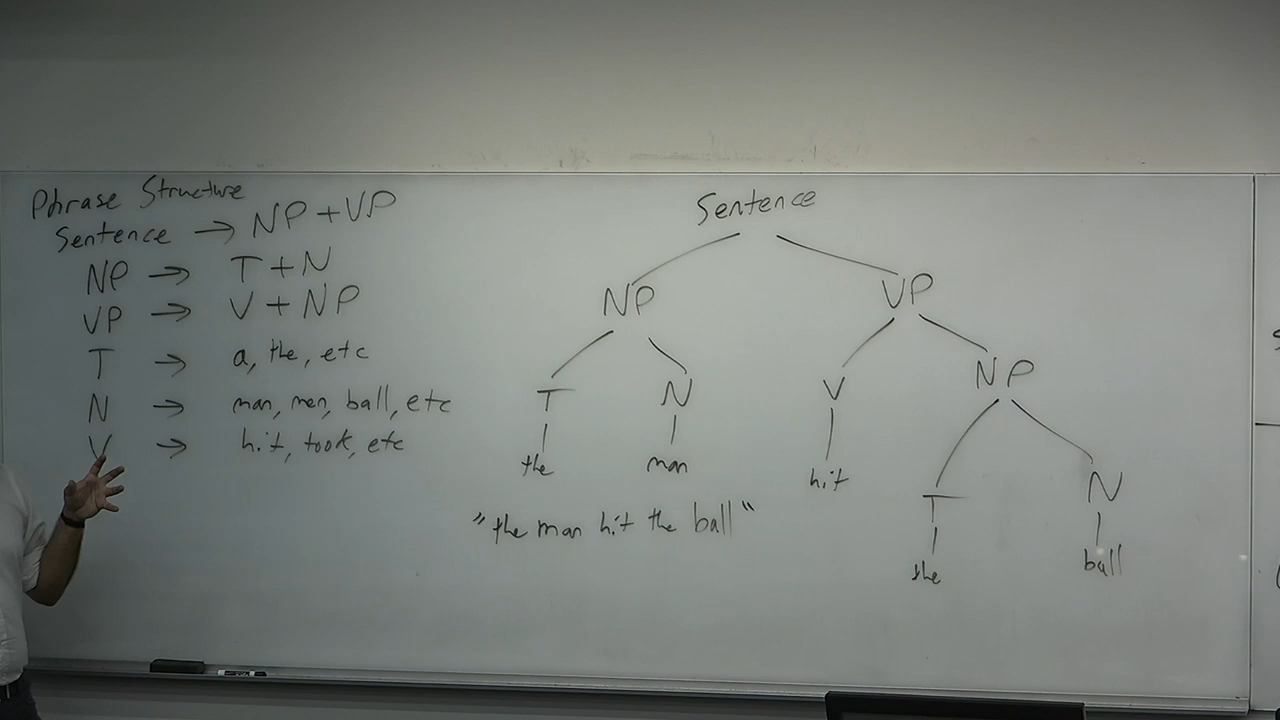 Phrase Structure
Sentence → NP + VP
NP → T + N
VP → V + NP
T → a, the, etc
N → man, men, ball, etc
V → hit, took, etc
Sentence
NP VP
T N V NP
the man hit T N
the ball
"the man hit the ball"